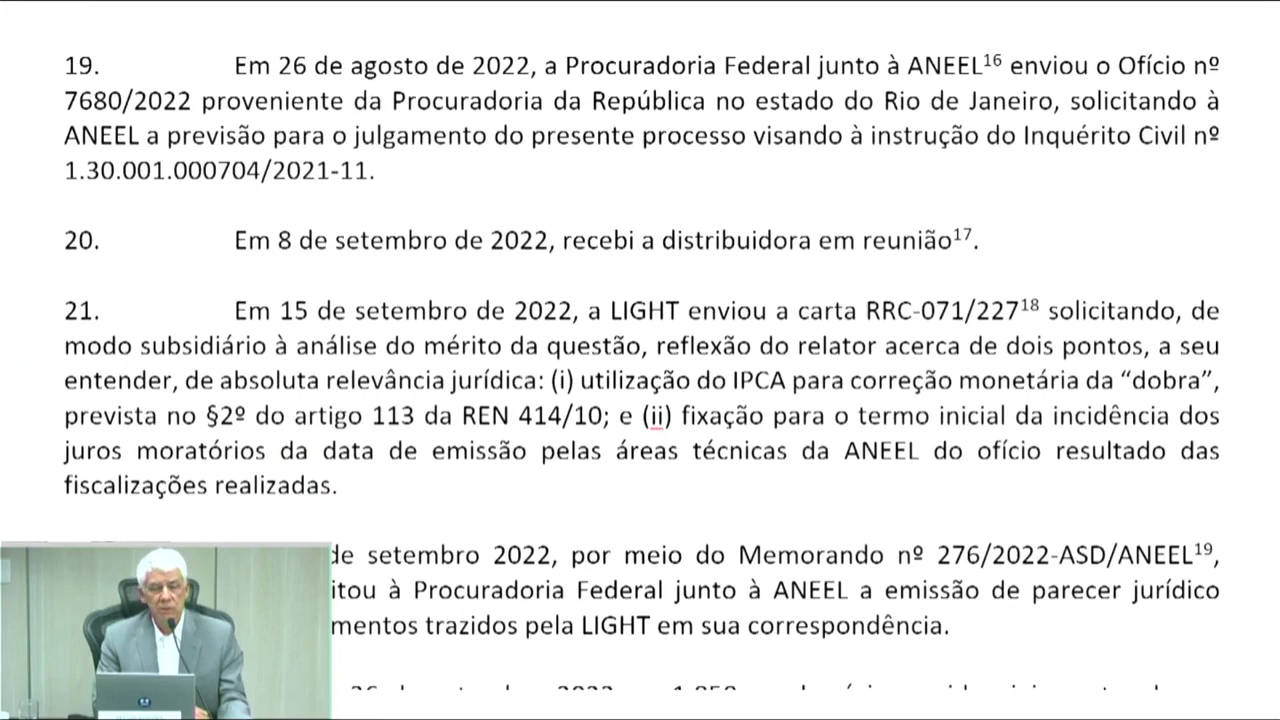 19. Em 26 de agosto de 2022, a Procuradoria Federal junto à ANEEL16 enviou o Ofício nº
7680/2022 proveniente da Procuradoria da República no estado do Rio de Janeiro, solicitando à
ANEEL a previsão para o julgamento do presente processo visando à instrução do Inquérito Civil nº
1.30.001.000704/2021-11.
20. Em 8 de setembro de 2022, recebi a distribuidora em reunião17.
21. Em 15 de setembro de 2022, a LIGHT enviou a carta RRC-071/22718 solicitando, de
modo subsidiário à análise do mérito da questão, reflexão do relator acerca de dois pontos, a seu
entender, de absoluta relevância jurídica: (i) utilização do IPCA para correção monetária da “dobra”,
prevista no §2º do artigo 113 da REN 414/10; e (ii) fixação para o termo inicial da incidência dos
juros moratórios da data de emissão pelas áreas técnicas da ANEEL do ofício resultado das
fiscalizações realizadas.
de setembro 2022, por meio do Memorando nº 276/2022-ASD/ANEEL19,
itou à Procuradoria Federal junto à ANEEL a emissão de parecer jurídico
mentos trazidos pela LIGHT em sua correspondência.